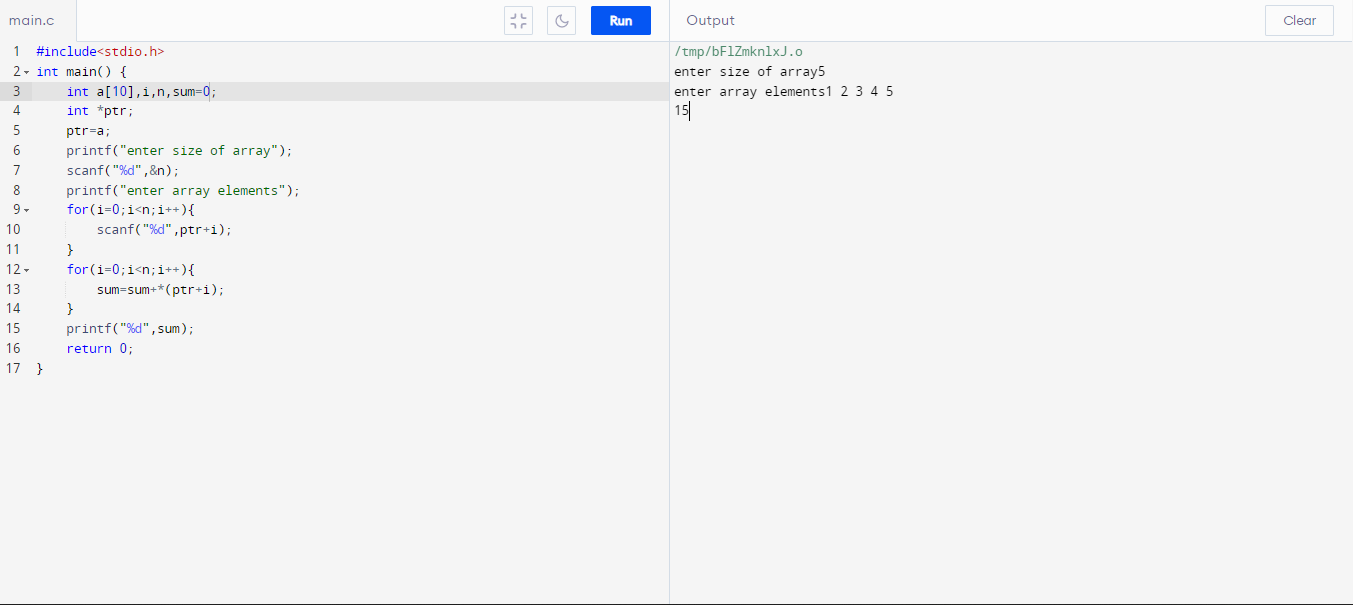 main.c
Run
Output
Clear
1 #include<stdio.h>
2 int main() {
3 int a[10],i,n,sum=0;
4 int *ptr;
5 ptr=a;
6 printf("enter size of array");
7 scanf("%d",&n);
8 printf("enter array elements");
9 for(i=0;i<n;i++){
10 scanf("%d",ptr+i);
11 }
12 for(i=0;i<n;i++){
13 sum=sum+*(ptr+i);
14 }
15 printf("%d",sum);
16 return 0;
17 }
/tmp/bFlZmknlxJ.o
enter size of array5
enter array elements1 2 3 4 5
15